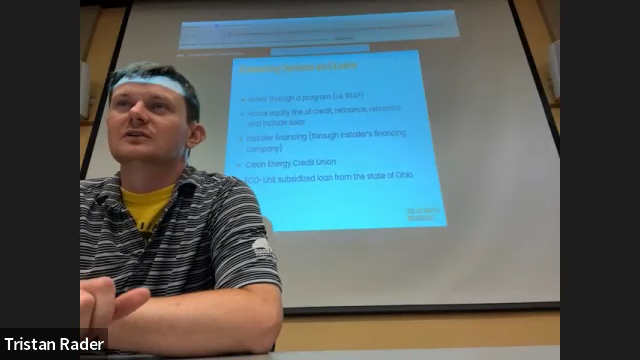 Financing Options and Loans
Grant through a program (i.e. REAP)
Home equity line of credit, refinance, refinance
and include solar
Installer financing (through installer's financing
company)
Clean Energy Credit Union
ECO-Link subsidized loan from the state of Ohio
Tristan Rader